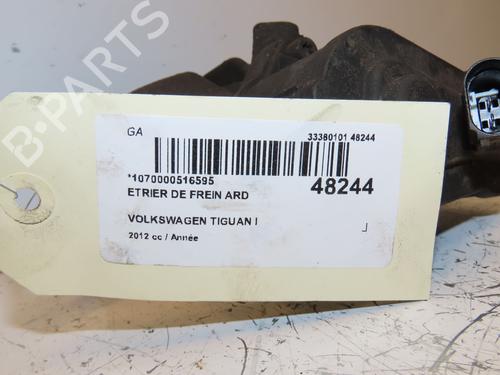 B-PARTS
GA
33380101 48244
*1070000516595
48244
ETRIER DE FREIN ARD
VOLKSWAGEN TIGUAN I
2012 cc / Année